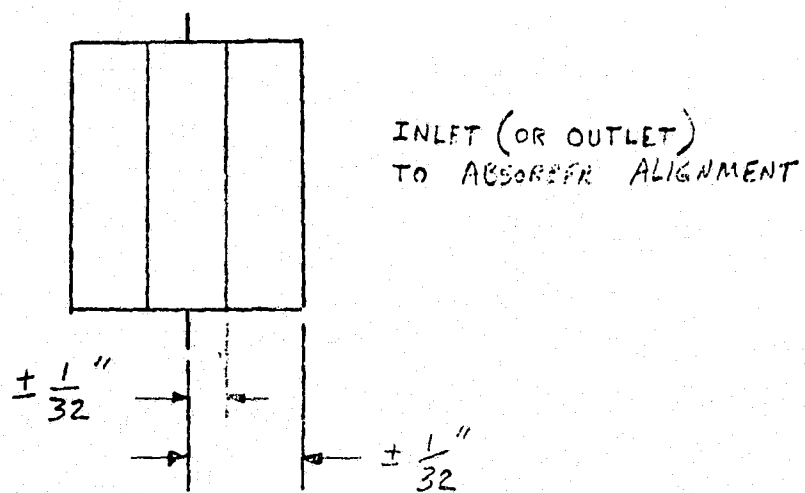 INLET (OR OUTLET)
TO ABSORBER ALIGNMENT
± 1/32"
± 1/32"